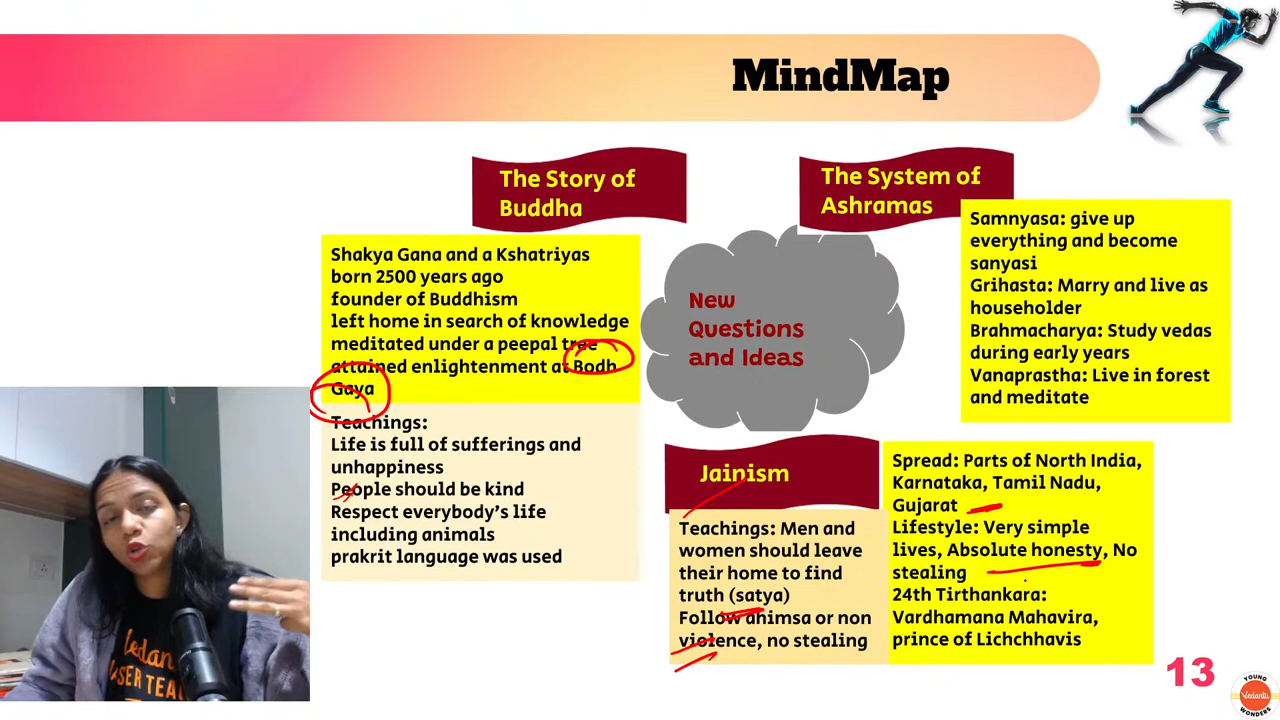 MindMap
The Story of
Buddha
Shakya Gana and a Kshatriyas
born 2500 years ago
founder of Buddhism
left home in search of knowledge
meditated under a peepal tree
attained enlightenment at Bodh
Gaya
Teachings:
Life is full of sufferings and
unhappiness
People should be kind
Respect everybody's life
including animals
prakrit language was used
New
Questions
and Ideas
The System of
Ashramas
Samnyasa: give up
everything and become
sanyasi
Grihasta: Marry and live as
householder
Brahmacharya: Study vedas
during early years
Vanaprastha: Live in forest
and meditate
Jainism
Teachings: Men and
women should leave
their home to find
truth (satya)
Follow ahimsa or non
violence, no stealing
Spread: Parts of North India,
Karnataka, Tamil Nadu,
Gujarat
Lifestyle: Very simple
lives, Absolute honesty, No
stealing
24th Tirthankara:
Vardhamana Mahavira,
prince of Lichchhavis
13
YOUNG
Vedantu
WONDERS